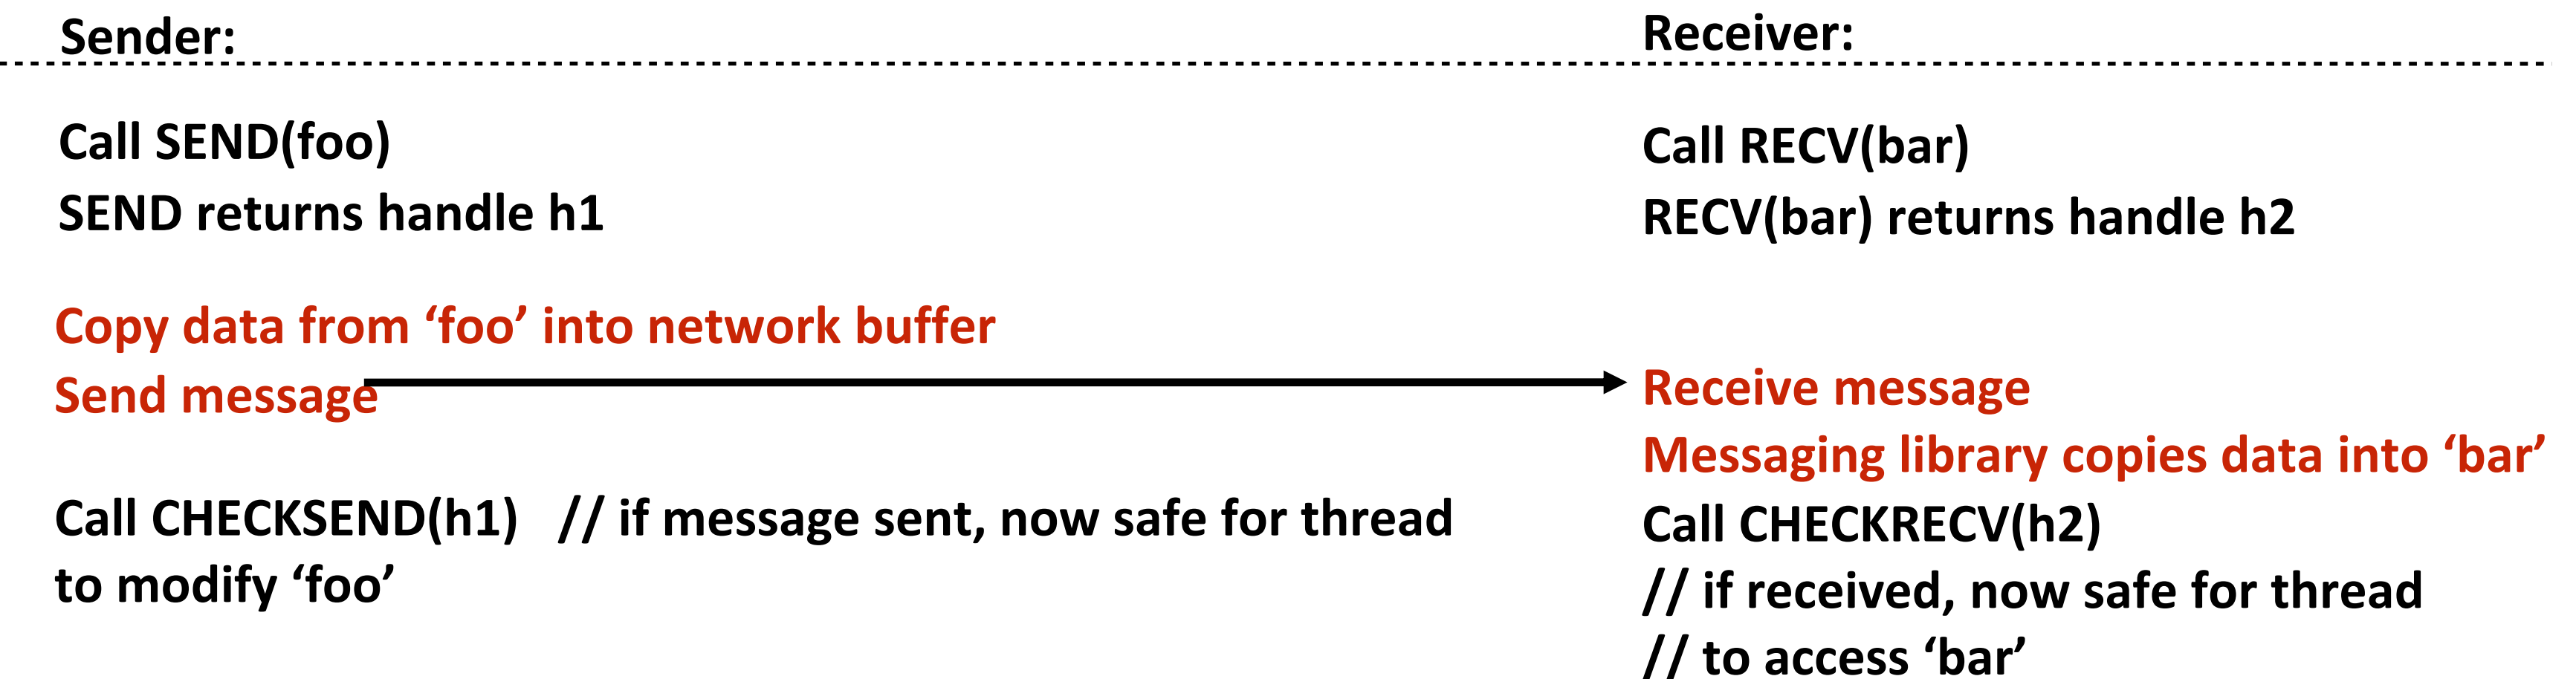 Sender:
Call SEND(foo)
SEND returns handle h1
Copy data from ‘foo’ into network buffer
Send message
Call CHECKSEND(h1) // if message sent, now safe for thread
to modify ‘foo’
Receiver:
Call RECV(bar)
RECV(bar) returns handle h2
Receive message
Messaging library copies data into ‘bar’
Call CHECKRECV(h2)
// if received, now safe for thread
// to access ‘bar’